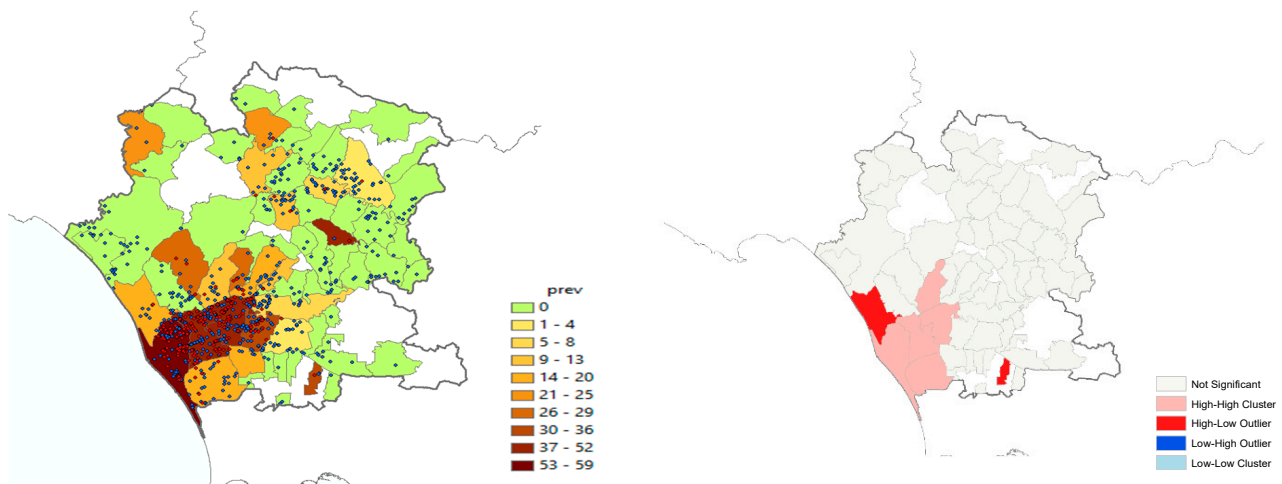 prev
0
1 - 4
5 - 8
9 - 13
14 - 20
21 - 25
26 - 29
30 - 36
37 - 52
53 - 59
Not Significant
High-High Cluster
High-Low Outlier
Low-High Outlier
Low-Low Cluster